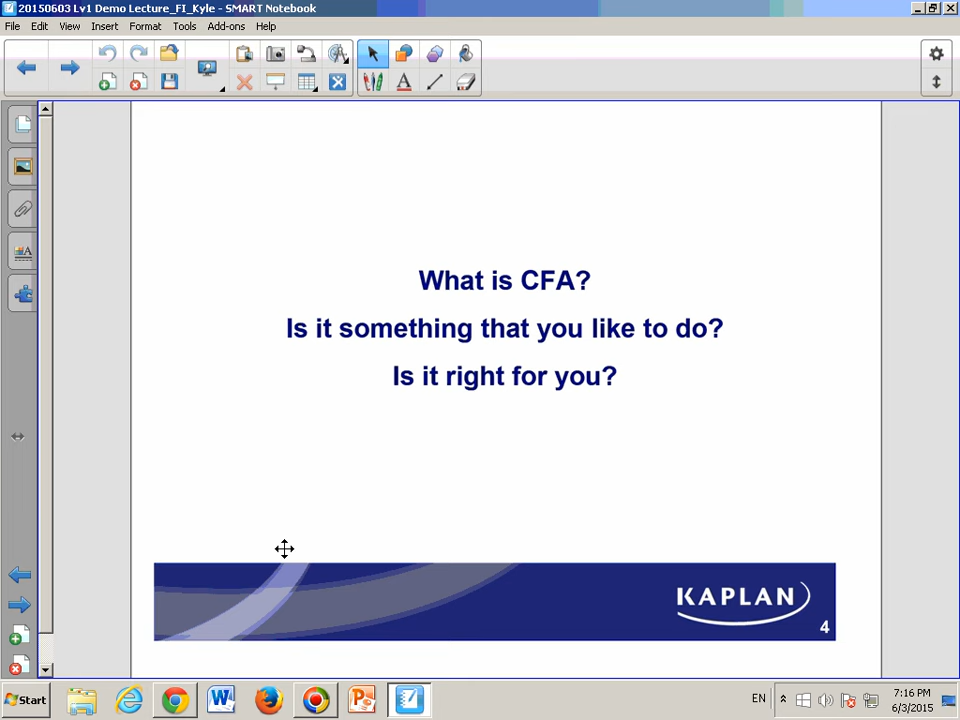 20150603 Lv1 Demo Lecture_FI_Kyle - SMART Notebook
File Edit View Insert Format Tools Add-ons Help
What is CFA?
Is it something that you like to do?
Is it right for you?
KAPLAN
4
Start
EN
7:16 PM
6/3/2015